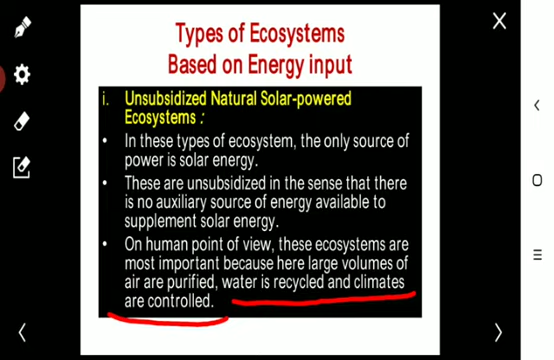 Types of Ecosystems
Based on Energy input
i. Unsubsidized Natural Solar-powered
Ecosystems :
• In these types of ecosystem, the only source of
power is solar energy.
• These are unsubsidized in the sense that there
is no auxiliary source of energy available to
supplement solar energy.
• On human point of view, these ecosystems are
most important because here large volumes of
air are purified, water is recycled and climates
are controlled.